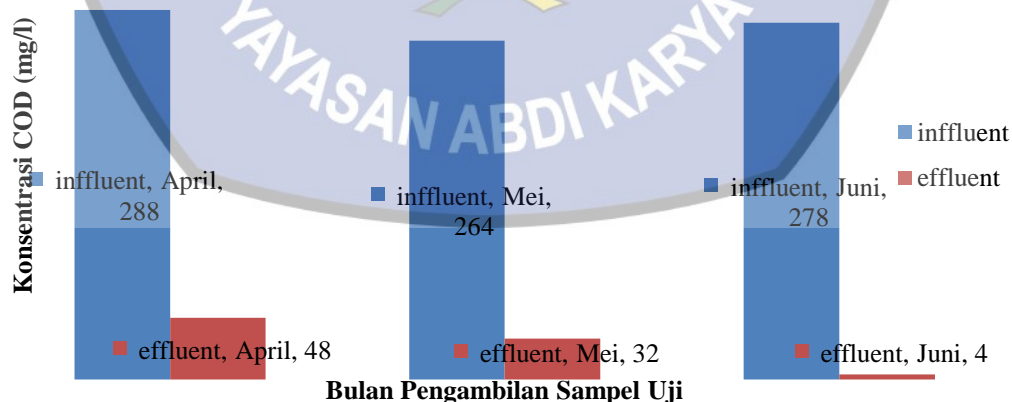 Konsentrasi COD (mg/l)
YAYASAN ABDI KARYA
inffluent, April,
288
inffluent, Mei,
264
inffluent, Juni,
278
inffluent
effluent
effluent, April, 48
effluent, Mei, 32
effluent, Juni, 4
Bulan Pengambilan Sampel Uji